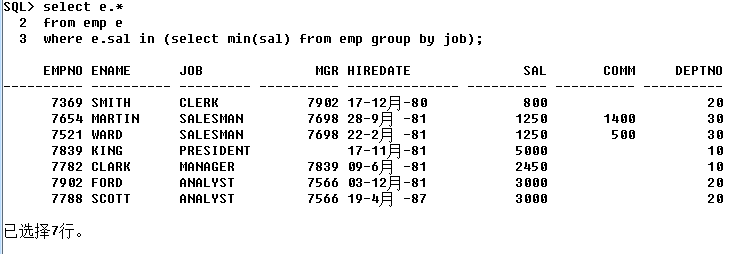 SQL> select e.*
  2  from emp e
  3  where e.sal in (select min(sal) from emp group by job);
     EMPNO ENAME      JOB              MGR HIREDATE              SAL       COMM     DEPTNO
---------- ---------- --------- ---------- -------------- ---------- ---------- ----------
      7369 SMITH      CLERK           7902 17-12月-80            800                    20
      7654 MARTIN     SALESMAN        7698 28-9月 -81           1250       1400         30
      7521 WARD       SALESMAN        7698 22-2月 -81           1250        500         30
      7839 KING       PRESIDENT            17-11月-81           5000                    10
      7782 CLARK      MANAGER         7839 09-6月 -81           2450                    10
      7902 FORD       ANALYST         7566 03-12月-81           3000                    20
      7788 SCOTT      ANALYST         7566 19-4月 -87           3000                    20
已选择7行。